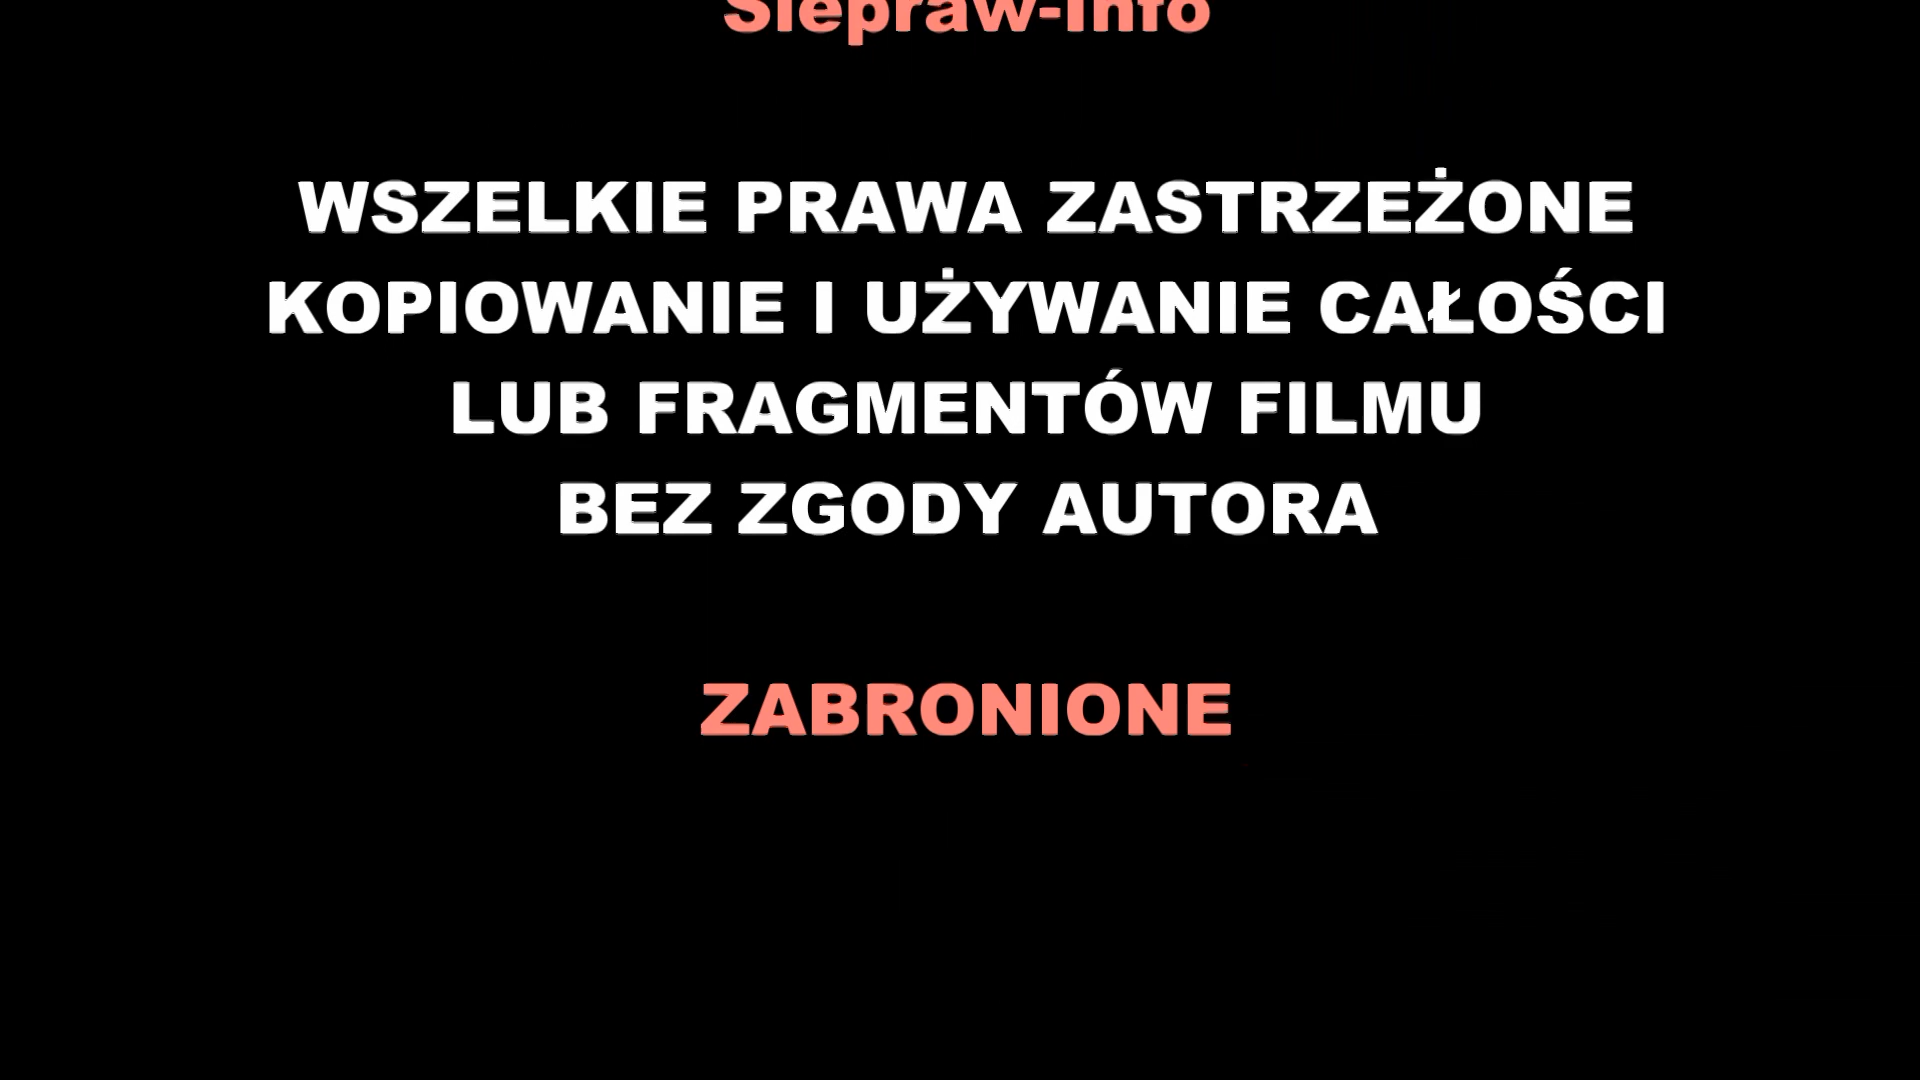 Siepraw-Info
WSZELKIE PRAWA ZASTRZEŻONE
KOPIOWANIE I UŻYWANIE CAŁOŚCI
LUB FRAGMENTÓW FILMU
BEZ ZGODY AUTORA
ZABRONIONE